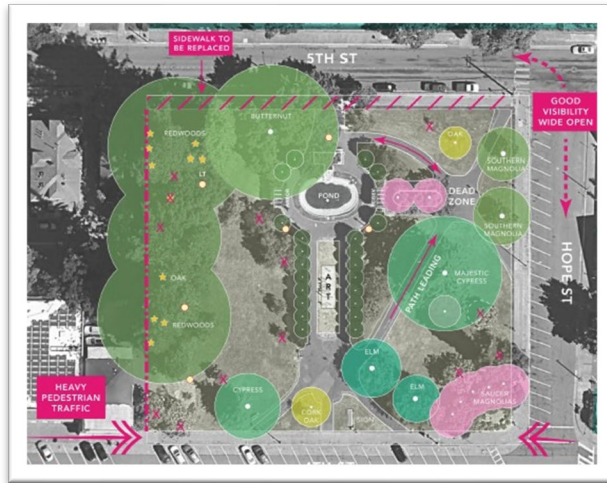 SIDEWALK TO
BE REPLACED
5TH ST
GOOD
VISIBILITY
WIDE OPEN
BUTTERNUT
REDWOODS
OAK
LT
SOUTHERN
MAGNOLIA
POND
DEAD
ZONE
SOUTHERN
MAGNOLIA
HOPE ST
OAK
ART
PATH LEADING
MAJESTIC
CYPRESS
REDWOODS
ELM
HEAVY
PEDESTRIAN
TRAFFIC
CYPRESS
CORK
OAK
ELM
SAUCER
MAGNOLIAS